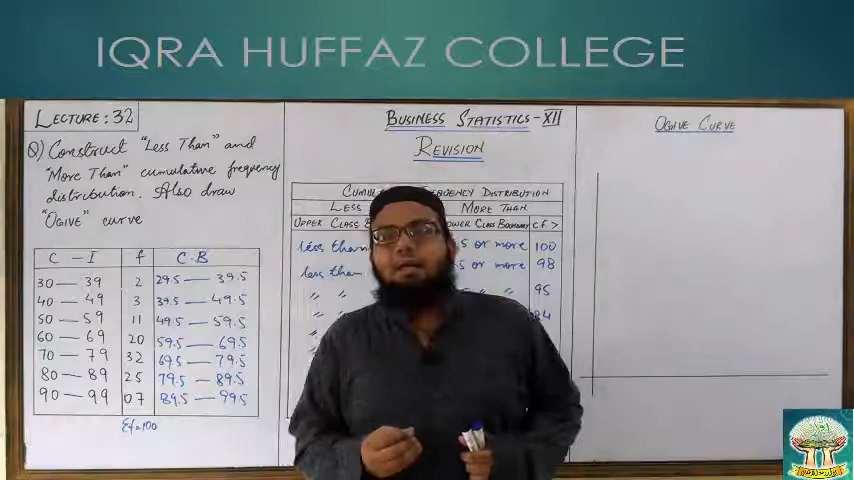 IQRA HUFFAZ COLLEGE
LECTURE: 32
Q) Construct "Less Than" and
"More Than" cumulative frequency
distribution. Also draw
"OGIVE" curve
C - I f C.B
30 — 39 2 29.5 — 39.5
40 — 49 3 39.5 — 49.5
50 — 59 11 49.5 — 59.5
60 — 69 20 59.5 — 69.5
70 — 79 32 69.5 — 79.5
80 — 89 25 79.5 — 89.5
90 — 99 07 89.5 — 99.5
Σf=100
BUSINESS STATISTICS-XII
REVISION
DISTRIBUTION
LESS MORE THAN
UPPER CLASS CLASS BOUNDARY C.f >
less than .5 or more 100
less than .5 or more 98
" " " " 95
84
OGIVE CURVE